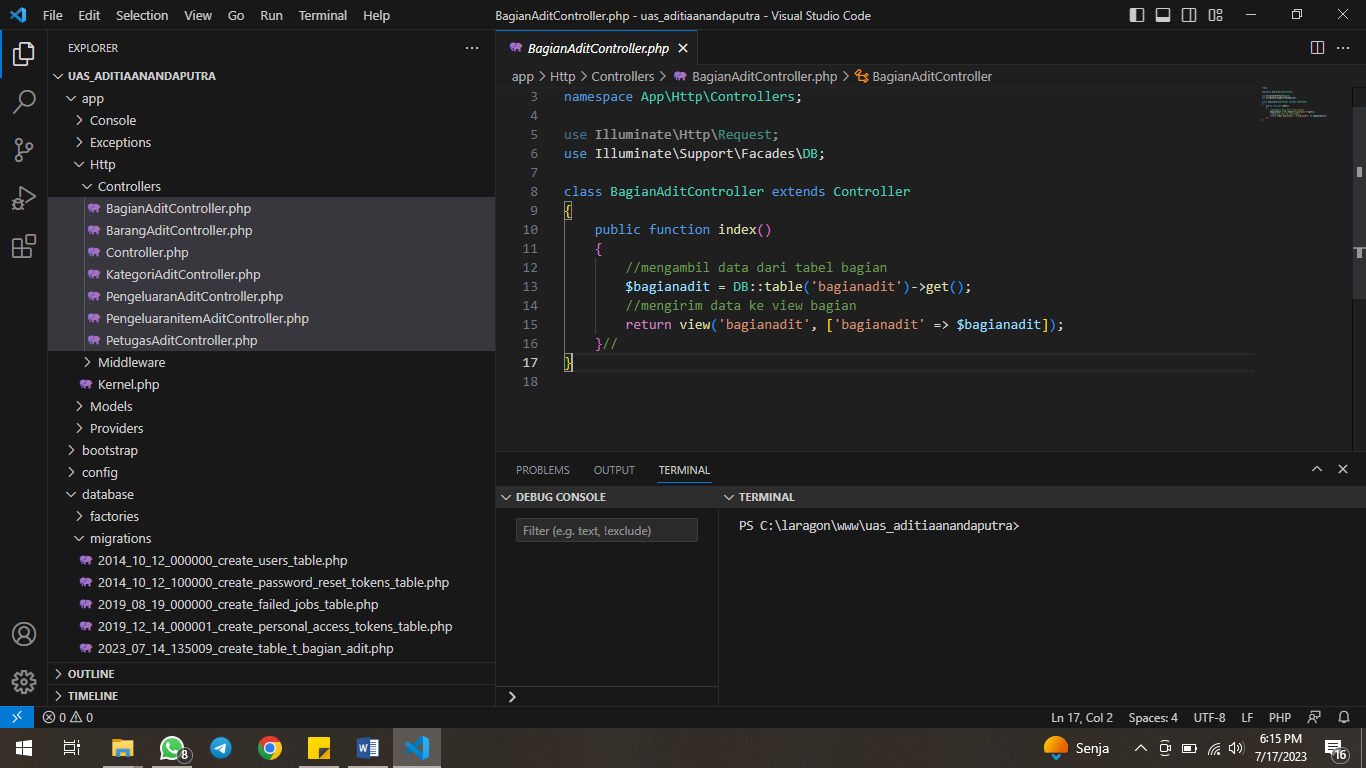 File Edit Selection View Go Run Terminal Help
BagianAditController.php - uas_aditiaanandaputra - Visual Studio Code
EXPLORER
UAS_ADITIAANANDAPUTRA
app
Console
Exceptions
Http
Controllers
BagianAditController.php
BarangAditController.php
Controller.php
KategoriAditController.php
PengeluaranAditController.php
PengeluaranitemAditController.php
PetugasAditController.php
Middleware
Kernel.php
Models
Providers
bootstrap
config
database
factories
migrations
2014_10_12_000000_create_users_table.php
2014_10_12_100000_create_password_reset_tokens_table.php
2019_08_19_000000_create_failed_jobs_table.php
2019_12_14_000001_create_personal_access_tokens_table.php
2023_07_14_135009_create_table_t_bagian_adit.php
OUTLINE
TIMELINE
BagianAditController.php
app > Http > Controllers > BagianAditController.php > BagianAditController
3 namespace App\Http\Controllers;
4
5 use Illuminate\Http\Request;
6 use Illuminate\Support\Facades\DB;
7
8 class BagianAditController extends Controller
9 {
10 public function index()
11 {
12 //mengambil data dari tabel bagian
13 $bagianadit = DB::table('bagianadit')->get();
14 //mengirim data ke view bagian
15 return view('bagianadit', ['bagianadit' => $bagianadit]);
16 }//
17 }
18
PROBLEMS OUTPUT TERMINAL
DEBUG CONSOLE
Filter (e.g. text, !exclude)
TERMINAL
PS C:\laragon\www\uas_aditiaanandaputra>
0 0
Ln 17, Col 2 Spaces: 4 UTF-8 LF PHP
8
Senja
6:15 PM
7/17/2023
16